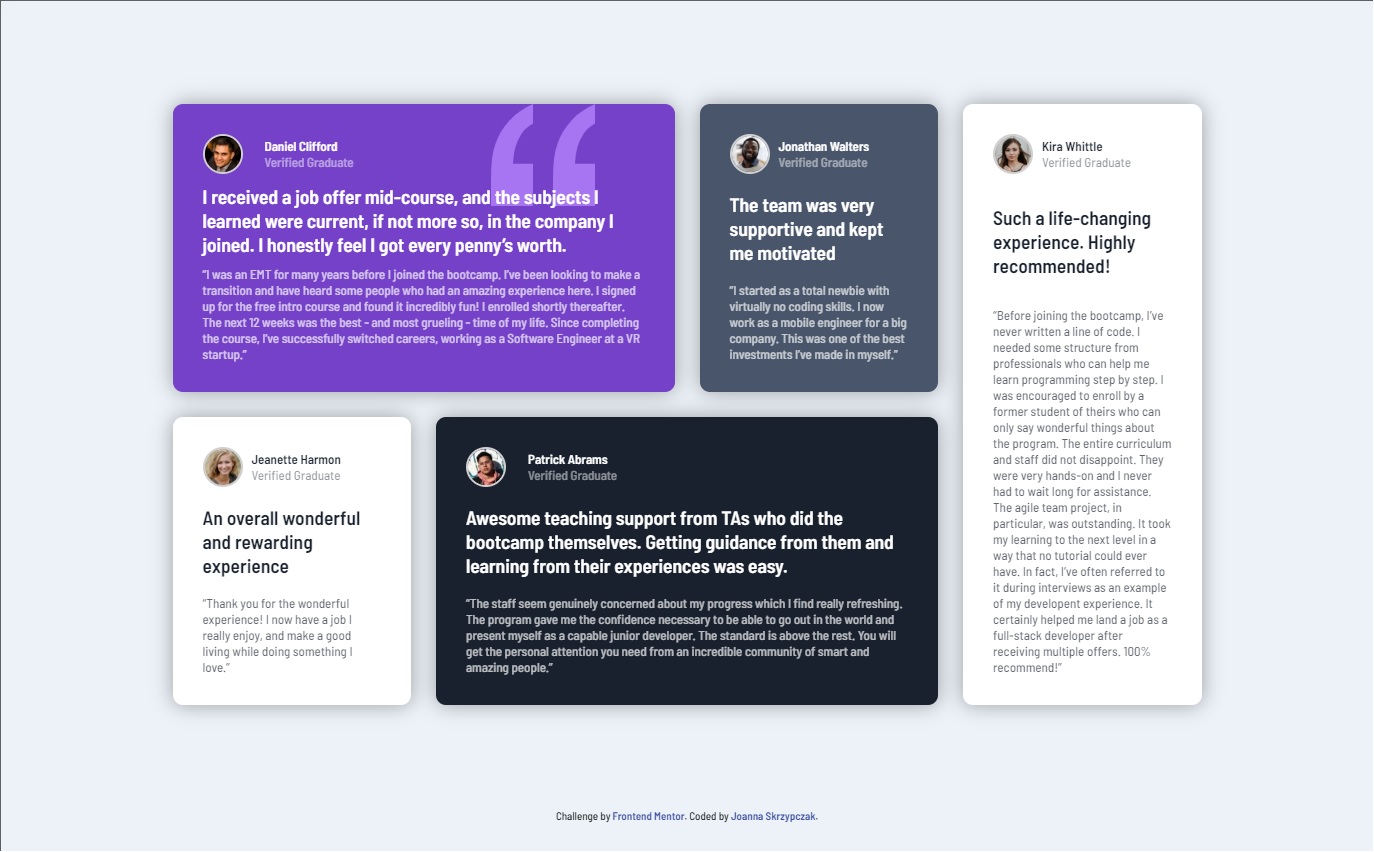 Daniel Clifford
Verified Graduate
I received a job offer mid-course, and the subjects I
learned were current, if not more so, in the company I
joined. I honestly feel I got every penny’s worth.
“I was an EMT for many years before I joined the bootcamp. I’ve been looking to make a
transition and have heard some people who had an amazing experience here. I signed
up for the free intro course and found it incredibly fun! I enrolled shortly thereafter.
The next 12 weeks was the best - and most grueling - time of my life. Since completing
the course, I’ve successfully switched careers, working as a Software Engineer at a VR
startup.”
Jonathan Walters
Verified Graduate
The team was very
supportive and kept
me motivated
“I started as a total newbie with
virtually no coding skills. I now
work as a mobile engineer for a big
company. This was one of the best
investments I’ve made in myself.”
Kira Whittle
Verified Graduate
Such a life-changing
experience. Highly
recommended!
“Before joining the bootcamp, I’ve
never written a line of code. I
needed some structure from
professionals who can help me
learn programming step by step. I
was encouraged to enroll by a
former student of theirs who can
only say wonderful things about
the program. The entire curriculum
and staff did not disappoint. They
were very hands-on and I never
had to wait long for assistance.
The agile team project, in
particular, was outstanding. It took
my learning to the next level in a
way that no tutorial could ever
have. In fact, I’ve often referred to
it during interviews as an example
of my developent experience. It
certainly helped me land a job as a
full-stack developer after
receiving multiple offers. 100%
recommend!”
Jeanette Harmon
Verified Graduate
An overall wonderful
and rewarding
experience
“Thank you for the wonderful
experience! I now have a job I
really enjoy, and make a good
living while doing something I
love.”
Patrick Abrams
Verified Graduate
Awesome teaching support from TAs who did the
bootcamp themselves. Getting guidance from them and
learning from their experiences was easy.
“The staff seem genuinely concerned about my progress which I find really refreshing.
The program gave me the confidence necessary to be able to go out in the world and
present myself as a capable junior developer. The standard is above the rest. You will
get the personal attention you need from an incredible community of smart and
amazing people.”
Challenge by Frontend Mentor. Coded by Joanna Skrzypczak.